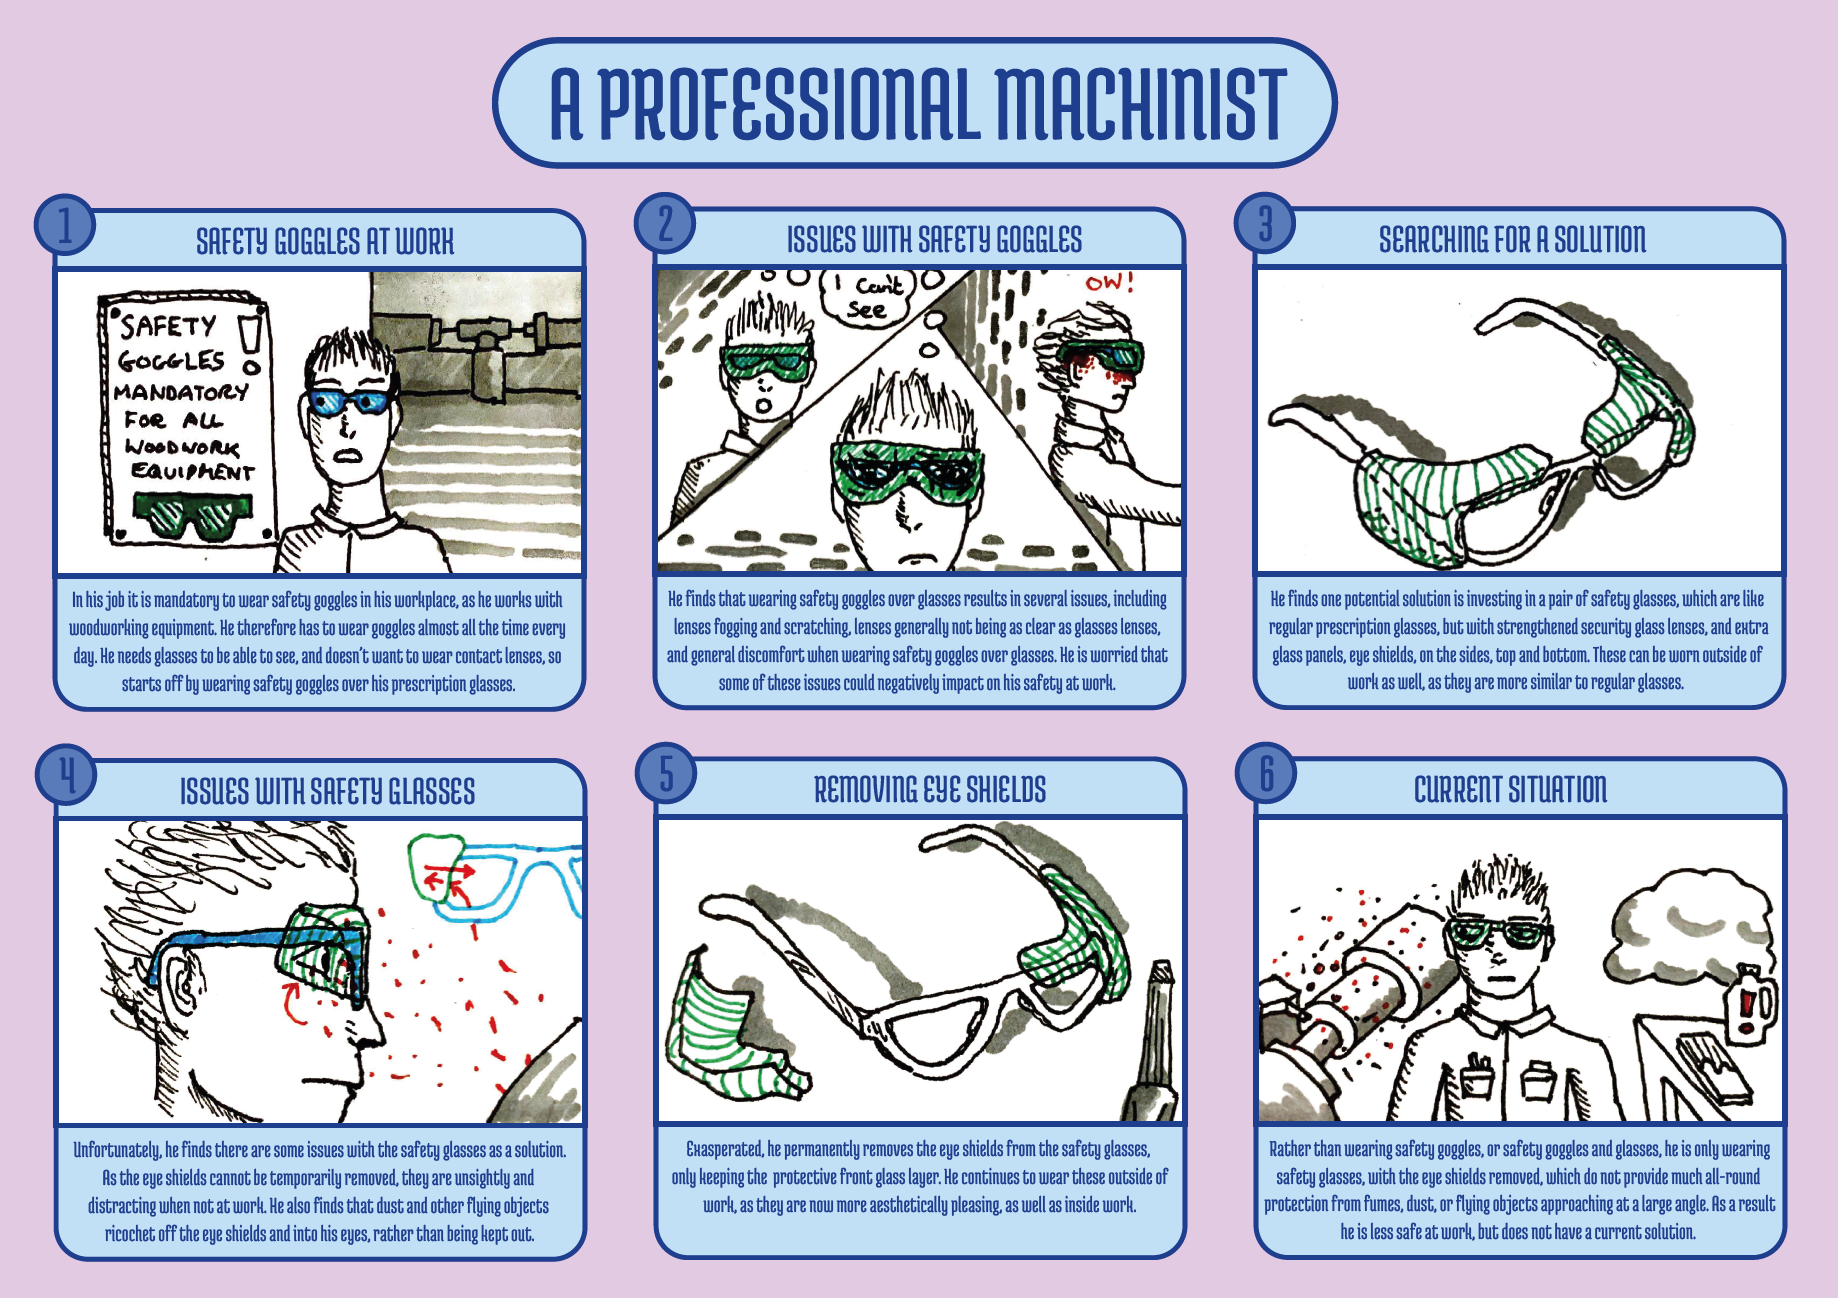 A PROFESSIONAL MACHINIST
1
SAFETY GOGGLES AT WORK
SAFETY !
GOGGLES
MANDATORY
FOR ALL
WOODWORK
EQUIPMENT
In his job it is mandatory to wear safety goggles in his workplace, as he works with
woodworking equipment. He therefore has to wear goggles almost all the time every
day. He needs glasses to be able to see, and doesn't want to wear contact lenses, so
starts off by wearing safety goggles over his prescription glasses.
2
ISSUES WITH SAFETY GOGGLES
I Can't
See
OW!
He finds that wearing safety goggles over glasses results in several issues, including
lenses fogging and scratching, lenses generally not being as clear as glasses lenses,
and general discomfort when wearing safety goggles over glasses. He is worried that
some of these issues could negatively impact on his safety at work.
3
SEARCHING FOR A SOLUTION
He finds one potential solution is investing in a pair of safety glasses, which are like
regular prescription glasses, but with strengthened security glass lenses, and extra
glass panels, eye shields, on the sides, top and bottom. These can be worn outside of
work as well, as they are more similar to regular glasses.
4
ISSUES WITH SAFETY GLASSES
Unfortunately, he finds there are some issues with the safety glasses as a solution.
As the eye shields cannot be temporarily removed, they are unsightly and
distracting when not at work. He also finds that dust and other flying objects
ricochet off the eye shields and into his eyes, rather than being kept out.
5
REMOVING EYE SHIELDS
Exasperated, he permanently removes the eye shields from the safety glasses,
only keeping the protective front glass layer. He continues to wear these outside of
work, as they are now more aesthetically pleasing, as well as inside work.
6
CURRENT SITUATION
Rather than wearing safety goggles, or safety goggles and glasses, he is only wearing
safety glasses, with the eye shields removed, which do not provide much all-round
protection from fumes, dust, or flying objects approaching at a large angle. As a result
he is less safe at work, but does not have a current solution.